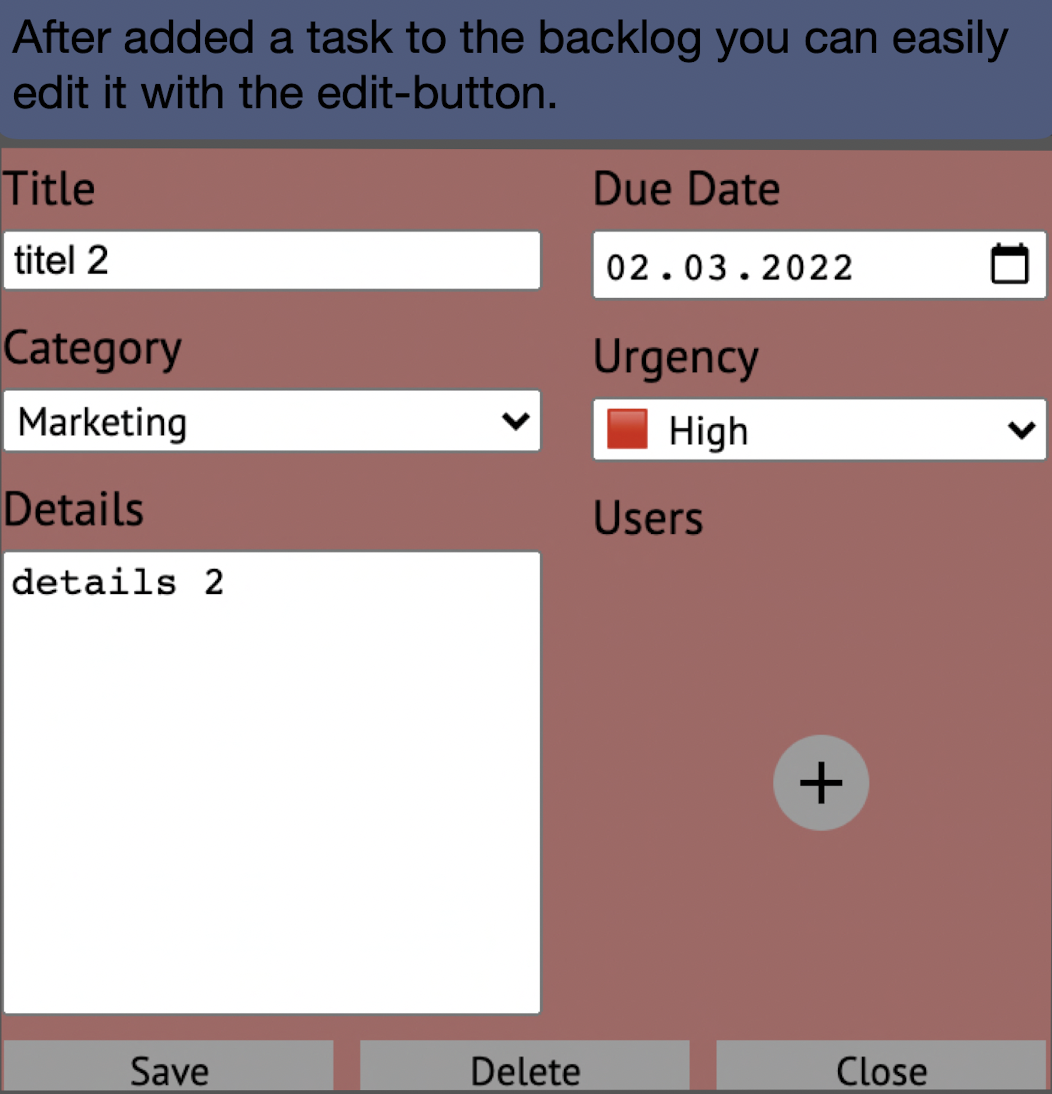 After added a task to the backlog you can easily
edit it with the edit-button.
Title
titel 2
Due Date
02.03.2022
Category
Marketing
Urgency
High
Details
details 2
Users
+
Save
Delete
Close